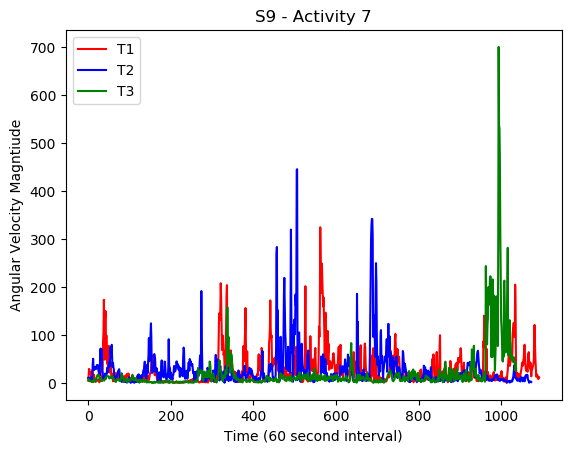 S9 - Activity 7
T1
T2
T3
700
600
500
400
300
200
100
0
Angular Velocity Magntiude
0 200 400 600 800 1000
Time (60 second interval)